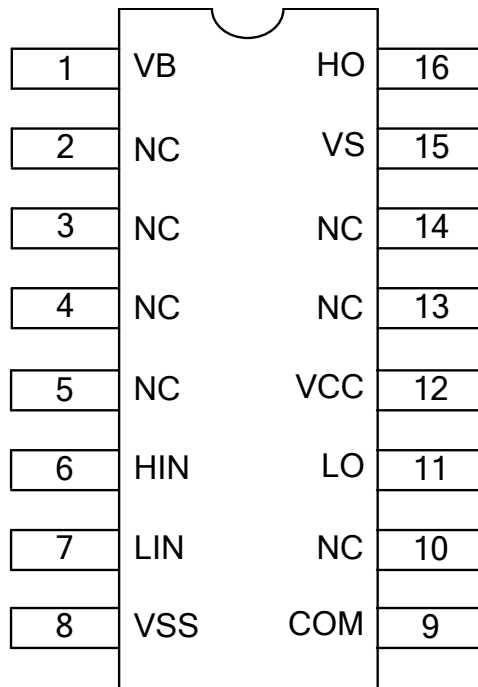 1 VB HO 16
2 NC VS 15
3 NC NC 14
4 NC NC 13
5 NC VCC 12
6 HIN LO 11
7 LIN NC 10
8 VSS COM 9